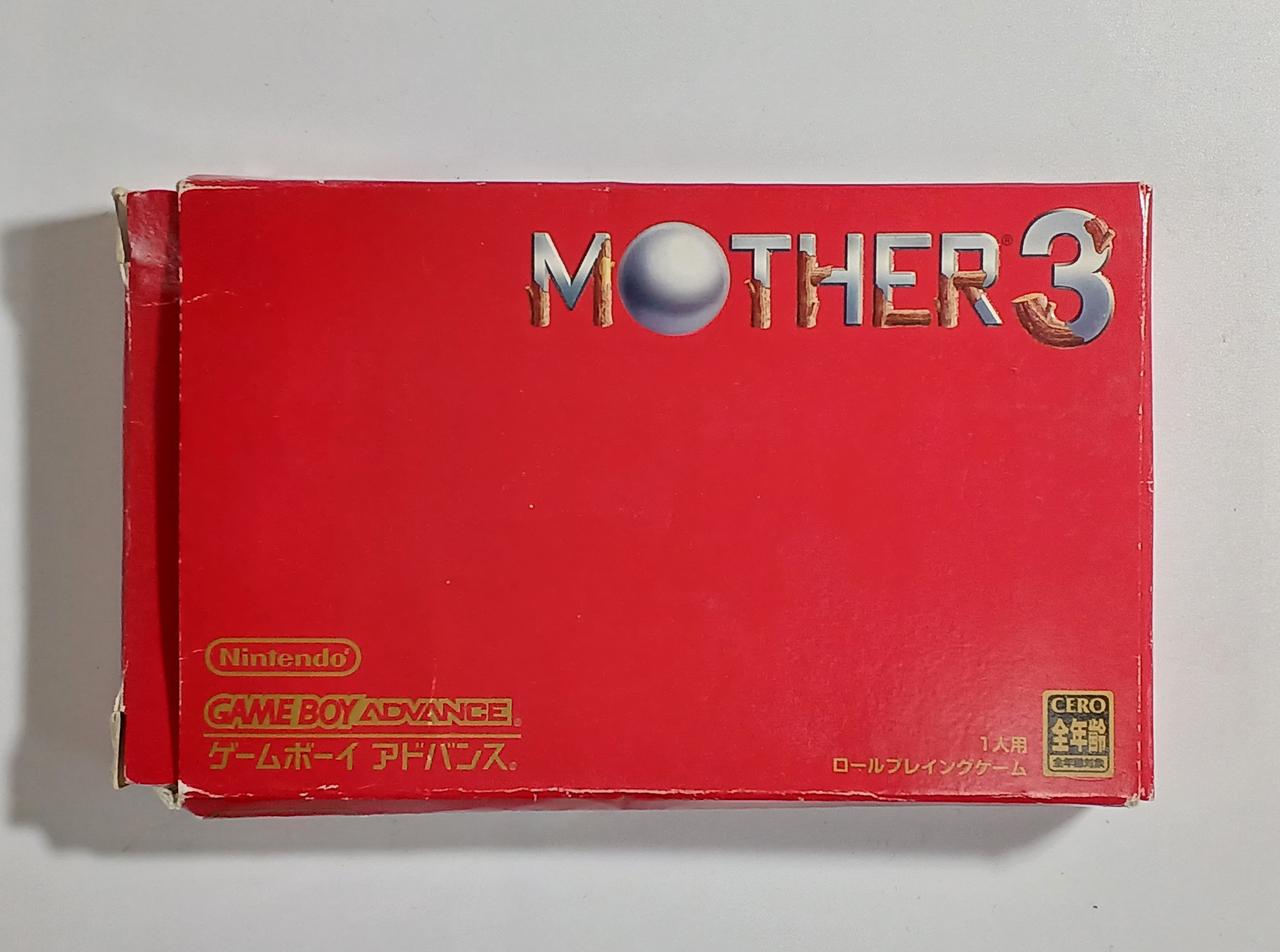 MOTHER® 3
Nintendo®
GAME BOY ADVANCE®
ゲームボーイ アドバンス®
1人用
ロールプレイングゲーム
CERO
全年齢
全年齢対象